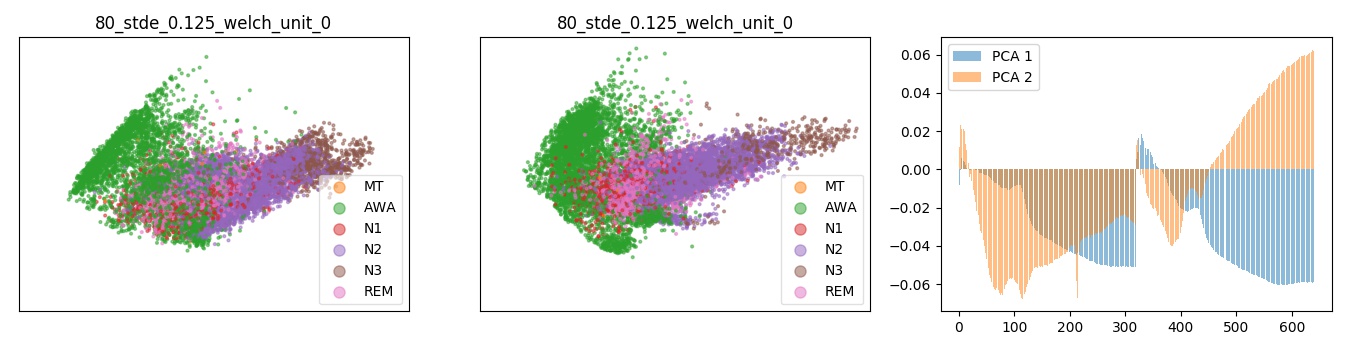 80_stde_0.125_welch_unit_0
MT
AWA
N1
N2
N3
REM
80_stde_0.125_welch_unit_0
MT
AWA
N1
N2
N3
REM
PCA 1
PCA 2
0.06
0.04
0.02
0.00
−0.02
−0.04
−0.06
0 100 200 300 400 500 600